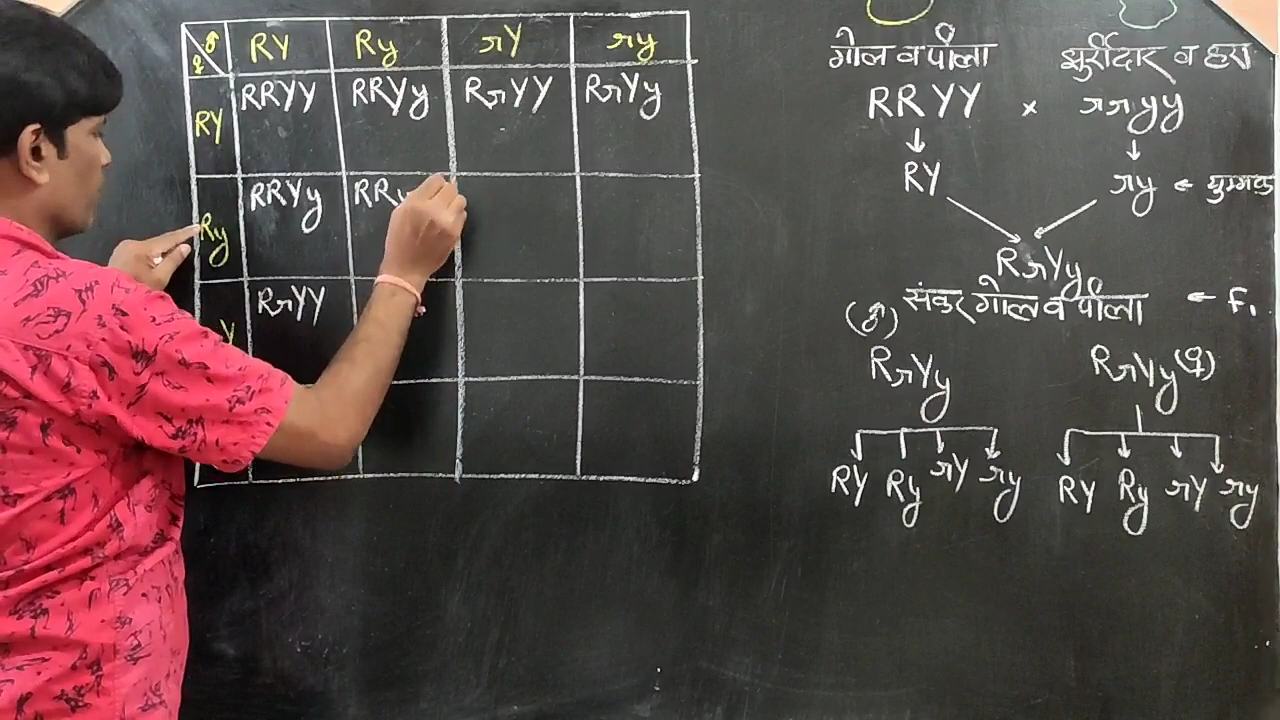 ♂ RY Ry rY ry
♀
RY RRYY RRYy RrYY RrYy
Ry RRYy RRy
Y RrYY
गोल व पीला झुर्रीदार व हरा
RRYY × rryy
↓ ↓
RY ry ← युग्मक
RrYy
संकर गोल व पीला ← F₁
(♂)
RrYy RrYy (♀)
RY Ry rY ry RY Ry rY ry